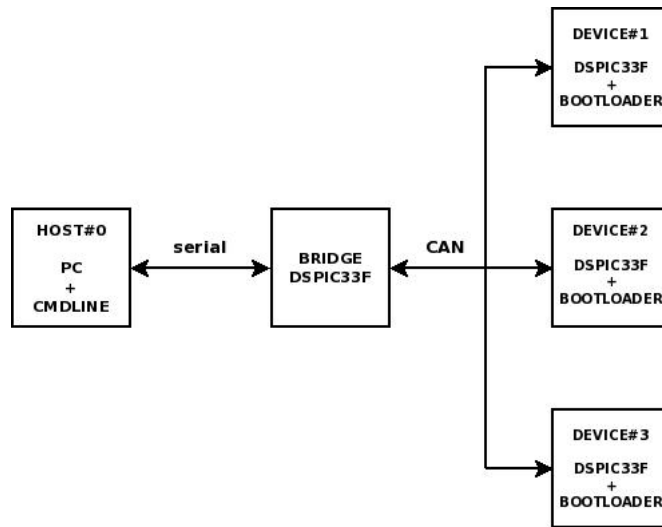 DEVICE#1
DSPIC33F
+
BOOTLOADER
HOST#0
PC
+
CMDLINE
serial
BRIDGE
DSPIC33F
CAN
DEVICE#2
DSPIC33F
+
BOOTLOADER
DEVICE#3
DSPIC33F
+
BOOTLOADER